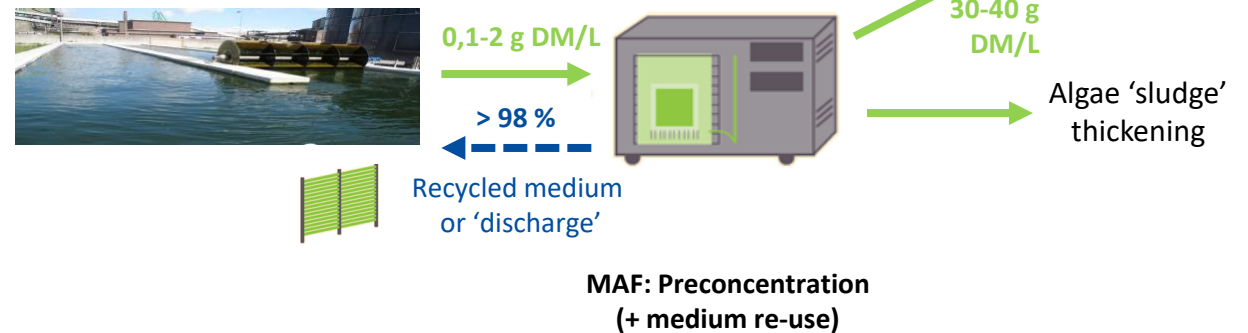 0,1-2 g DM/L
30-40 g
DM/L
> 98 %
Algae ‘sludge’
thickening
Recycled medium
or ‘discharge’
MAF: Preconcentration
(+ medium re-use)